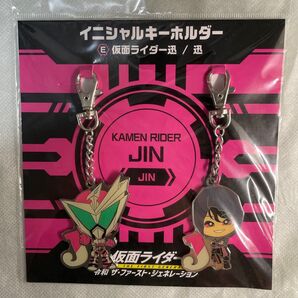 イニシャルキーホルダー
Ⓔ 仮面ライダー迅 / 迅
KAMEN RIDER
JIN
JIN
仮面ライダー
令和 ザ・ファースト・ジェネレーション